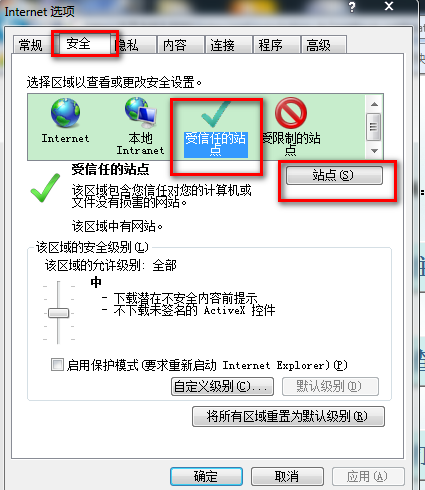 Internet 选项
常规
安全
隐私
内容
连接
程序
高级
选择区域以查看或更改安全设置。
Internet
本地
Intranet
受信任的站
点
受限制的站
点
受信任的站点
站点(S)
该区域包含您信任对您的计算机或
文件没有损害的网站。
该区域中有网站。
该区域的安全级别(L)
该区域的允许级别: 全部
中
- 下载潜在不安全内容前提示
- 不下载未签名的 ActiveX 控件
启用保护模式(要求重新启动 Internet Explorer)(P)
自定义级别(C)...
默认级别(D)
将所有区域重置为默认级别(R)
确定
取消
应用(A)